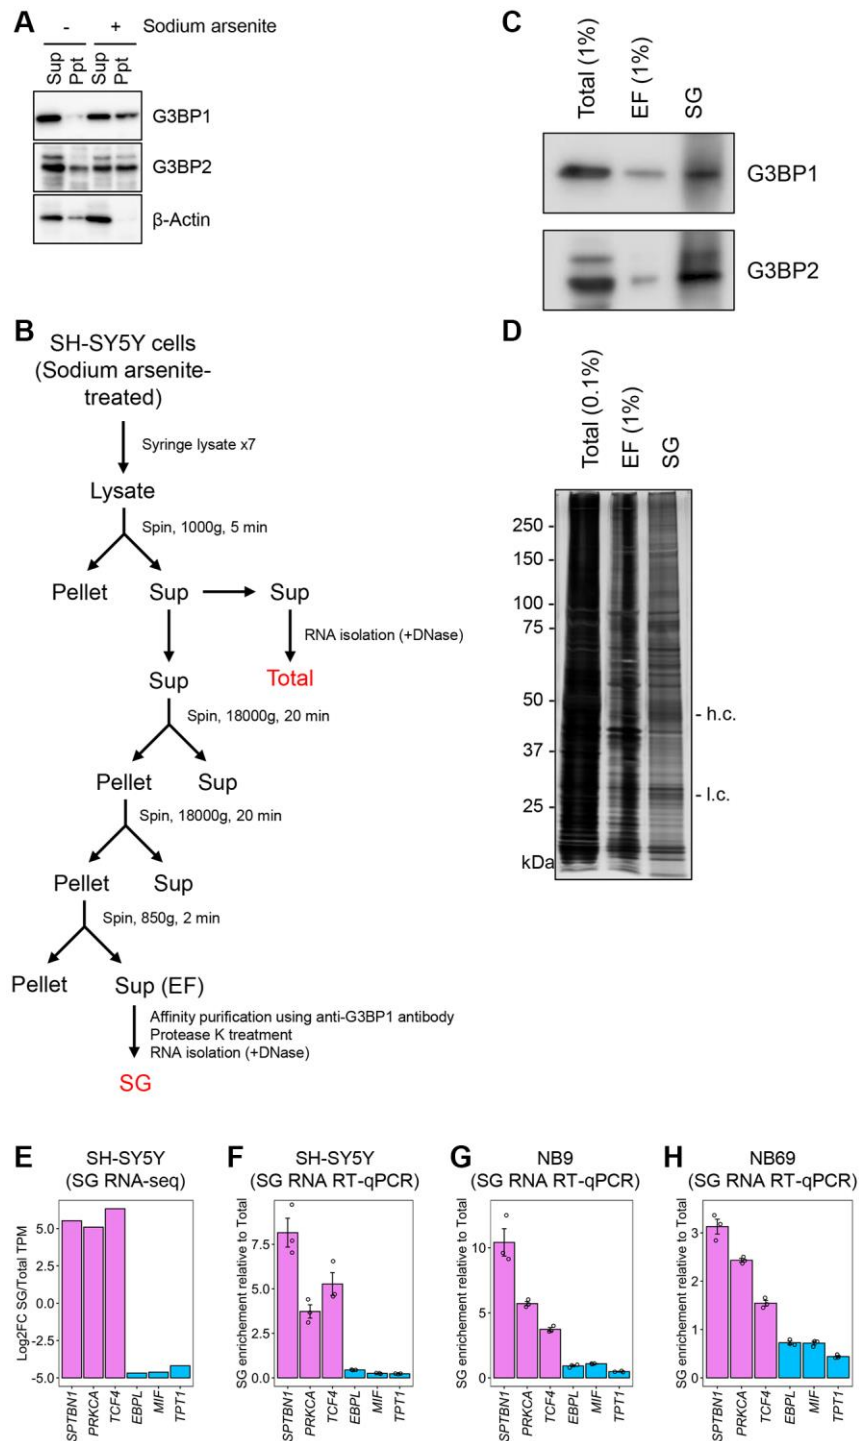 A
- + Sodium arsenite
Sup Ppt Sup Ppt
G3BP1
G3BP2
β-Actin
B
SH-SY5Y cells
(Sodium arsenite-
treated)
Syringe lysate x7
Lysate
Spin, 1000g, 5 min
Pellet Sup Sup
RNA isolation (+DNase)
Sup Total
Spin, 18000g, 20 min
Pellet Sup
Spin, 18000g, 20 min
Pellet Sup
Spin, 850g, 2 min
Pellet Sup (EF)
Affinity purification using anti-G3BP1 antibody
Protease K treatment
RNA isolation (+DNase)
SG
C
Total (1%) EF (1%) SG
G3BP1
G3BP2
D
Total (0.1%) EF (1%) SG
250 -
150 -
100 -
75 -
50 -
- h.c.
37 -
- l.c.
25 -
kDa
E
SH-SY5Y
(SG RNA-seq)
Log2FC SG/Total TPM
5.0
2.5
0.0
-2.5
-5.0
SPTBN1 PRKCA TCF4 EBPL MIF TPT1
F
SH-SY5Y
(SG RNA RT-qPCR)
SG enrichment relative to Total
7.5
5.0
2.5
0.0
SPTBN1 PRKCA TCF4 EBPL MIF TPT1
G
NB9
(SG RNA RT-qPCR)
SG enrichment relative to Total
10
5
0
SPTBN1 PRKCA TCF4 EBPL MIF TPT1
H
NB69
(SG RNA RT-qPCR)
SG enrichment relative to Total
3
2
1
0
SPTBN1 PRKCA TCF4 EBPL MIF TPT1